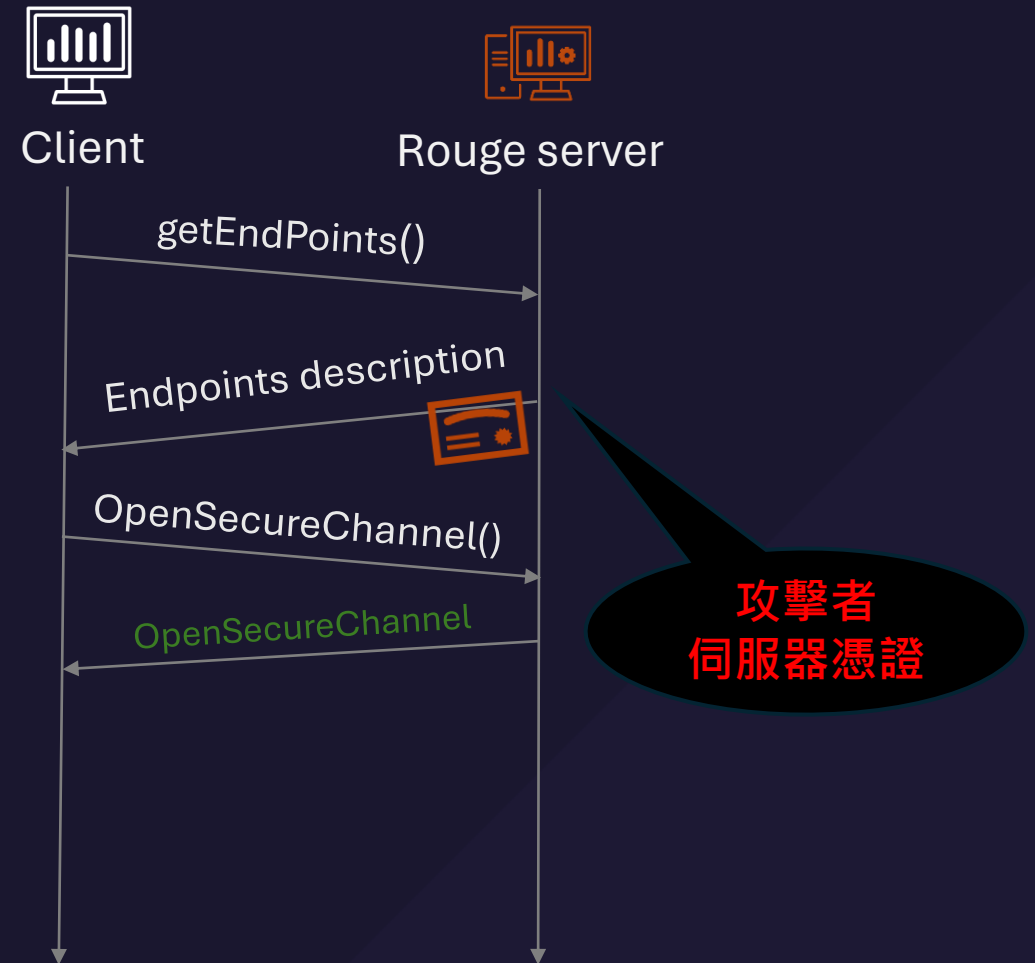 Client
Rouge server
getEndPoints()
Endpoints description
OpenSecureChannel()
OpenSecureChannel
攻擊者
伺服器憑證